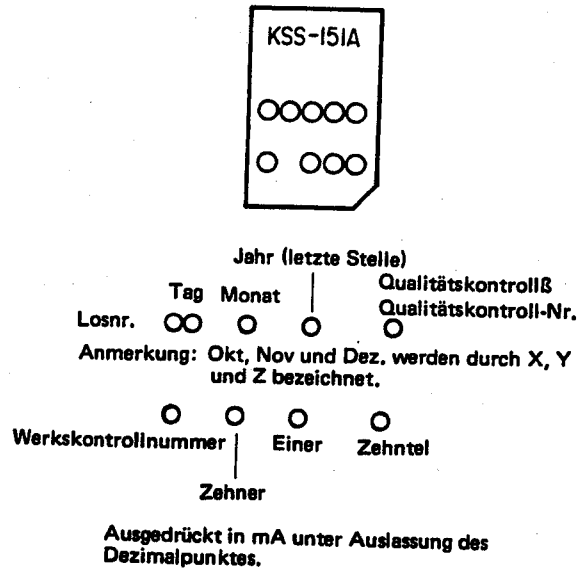 KSS-151A
Jahr (letzte Stelle)
Qualitätskontrollß
Tag Monat
Qualitätskontroll-Nr.
Losnr.
Anmerkung: Okt, Nov und Dez. werden durch X, Y
und Z bezeichnet.
Werkskontrollnummer Einer Zehntel
Zehner
Ausgedrückt in mA unter Auslassung des
Dezimalpunktes.